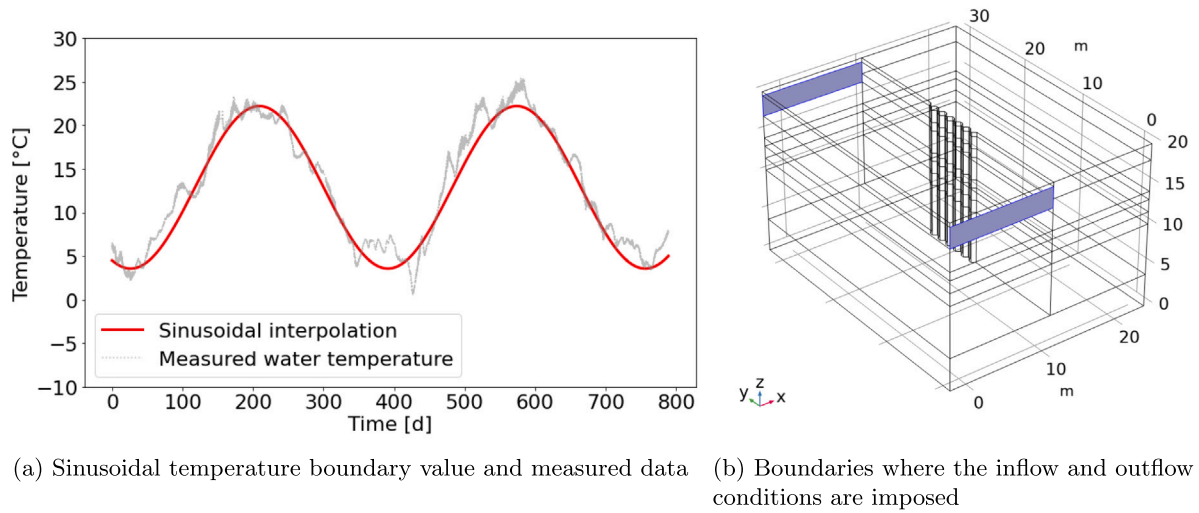 30
25
20
15
10
5
0
−5
−10
Temperature [°C]
Sinusoidal interpolation
Measured water temperature
0 100 200 300 400 500 600 700 800
Time [d]
30
20
m
10
0
20
15
10
5
0
20
10
m
0
y z x
(a) Sinusoidal temperature boundary value and measured data
(b) Boundaries where the inflow and outflow
conditions are imposed